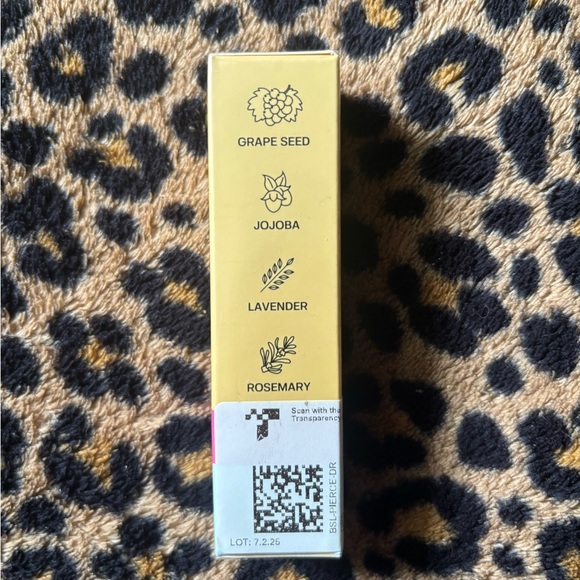 GRAPE SEED
JOJOBA
LAVENDER
ROSEMARY
Scan with the
Transparency
BSL-PIERCE-DR
LOT: 7.2.25